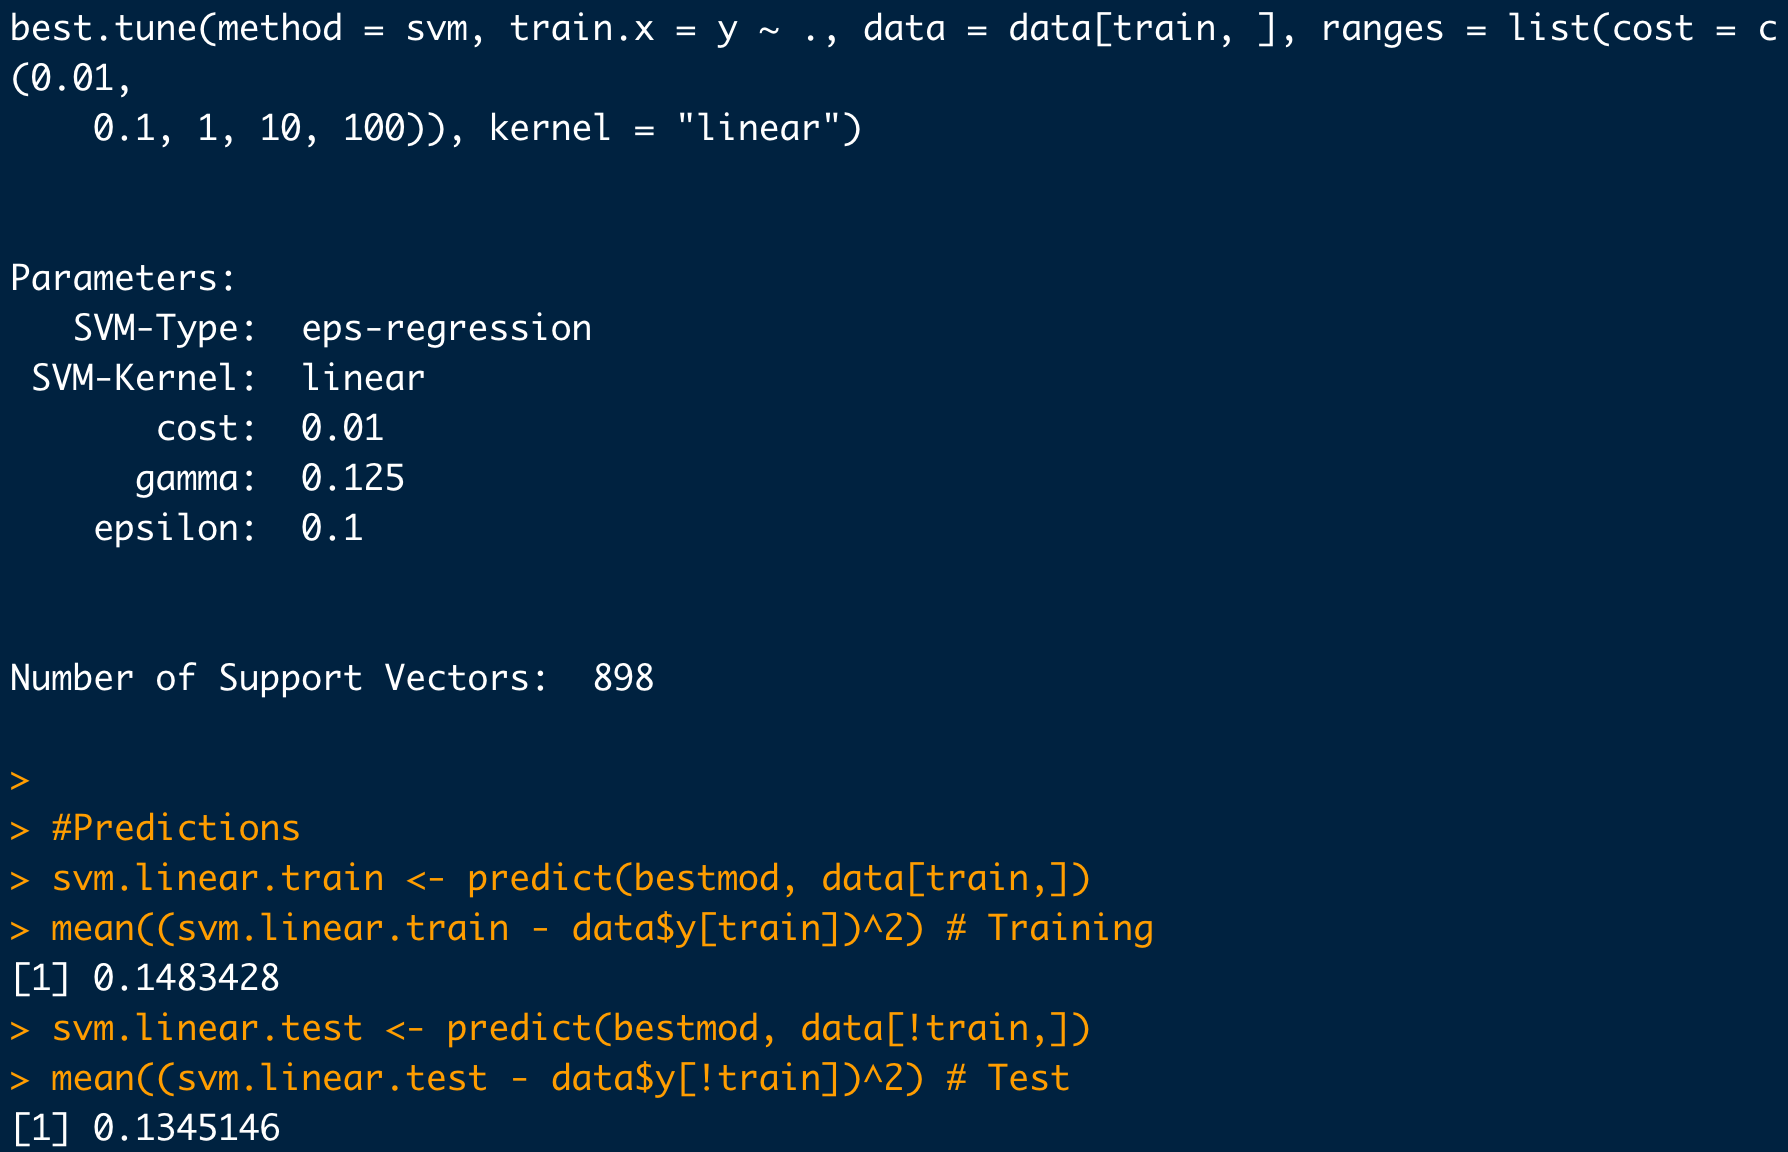 best.tune(method = svm, train.x = y ~ ., data = data[train, ], ranges = list(cost = c
(0.01,
    0.1, 1, 10, 100)), kernel = "linear")
Parameters:
   SVM-Type:  eps-regression
 SVM-Kernel:  linear
       cost:  0.01
      gamma:  0.125
    epsilon:  0.1
Number of Support Vectors:  898
>
> #Predictions
> svm.linear.train <- predict(bestmod, data[train,])
> mean((svm.linear.train - data$y[train])^2) # Training
[1] 0.1483428
> svm.linear.test <- predict(bestmod, data[!train,])
> mean((svm.linear.test - data$y[!train])^2) # Test
[1] 0.1345146